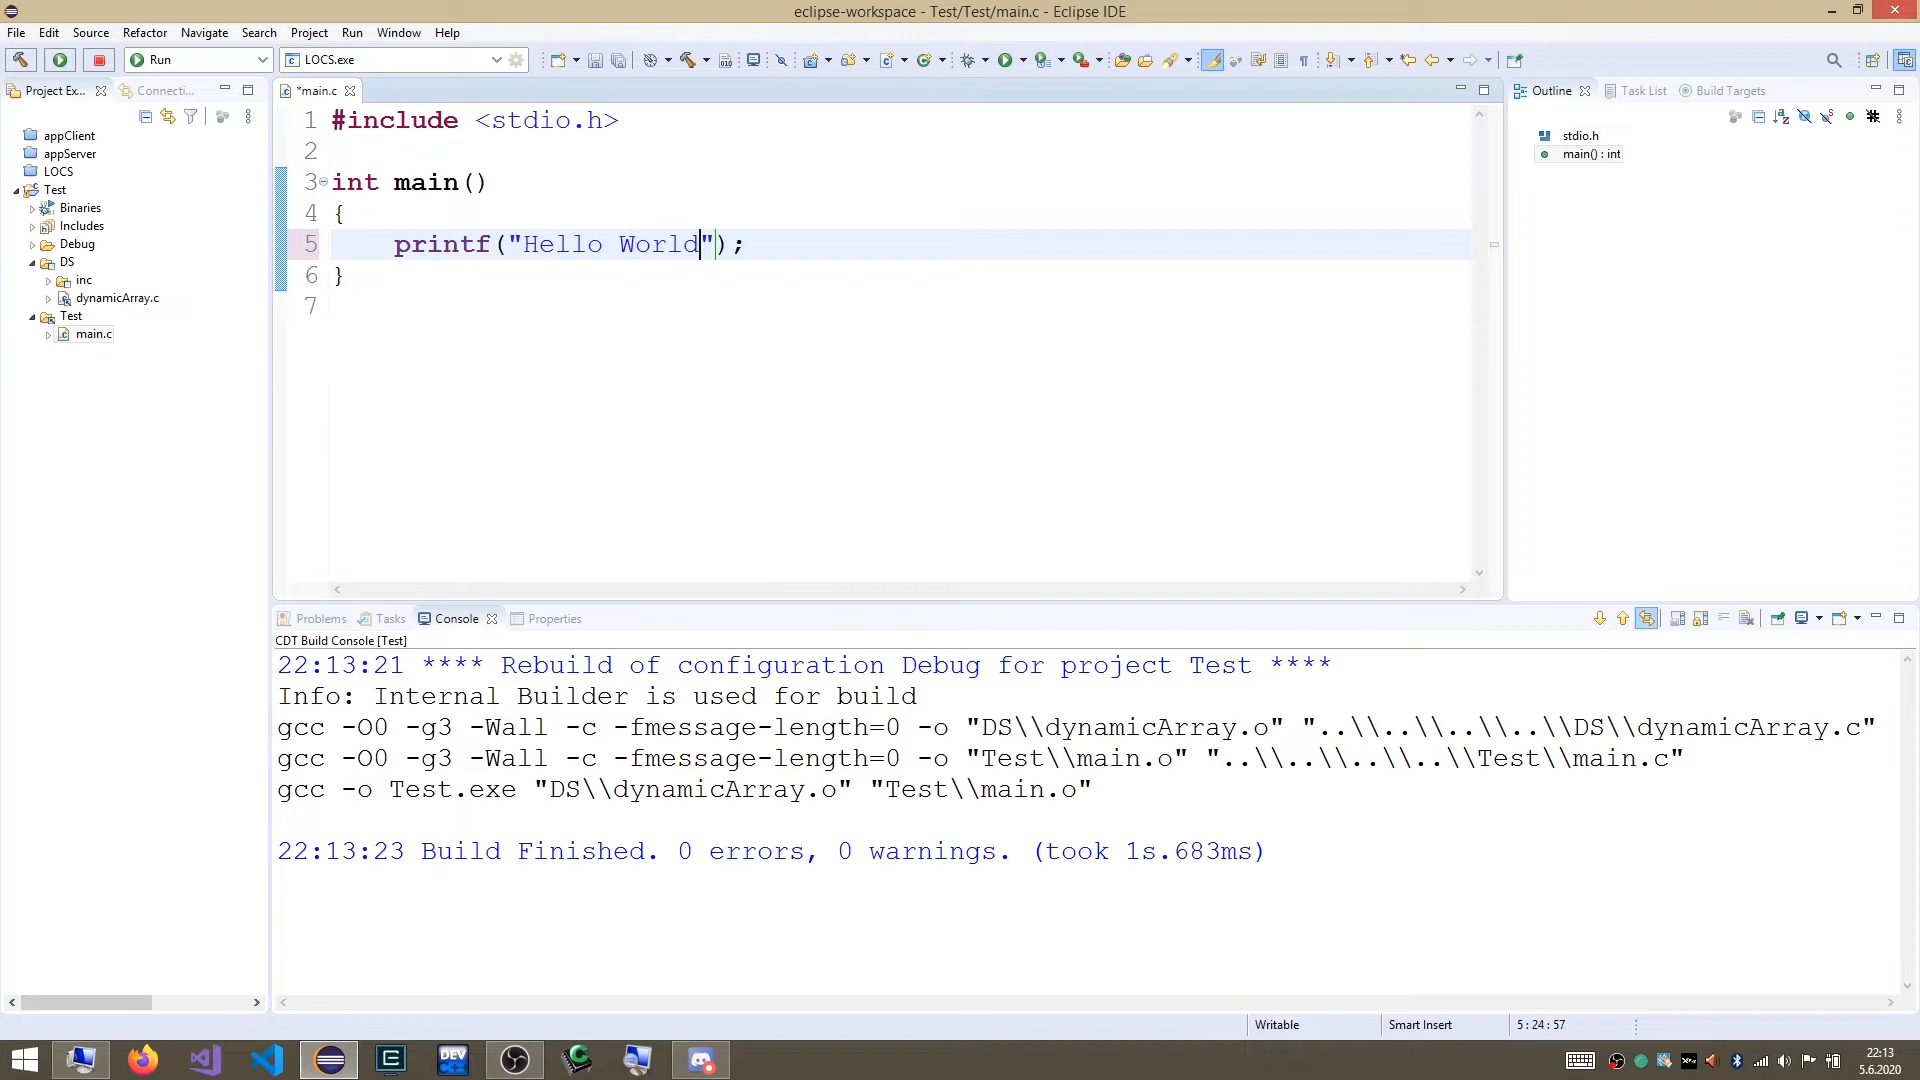 eclipse-workspace - Test/Test/main.c - Eclipse IDE
File Edit Source Refactor Navigate Search Project Run Window Help
Run LOCS.exe
Project Ex... Connecti...
appClient
appServer
LOCS
Test
Binaries
Includes
Debug
DS
inc
dynamicArray.c
Test
main.c
*main.c
1 #include <stdio.h>
2
3 int main()
4 {
5 printf("Hello World");
6 }
7
Outline Task List Build Targets
stdio.h
main() : int
Problems Tasks Console Properties
CDT Build Console [Test]
22:13:21 **** Rebuild of configuration Debug for project Test ****
Info: Internal Builder is used for build
gcc -O0 -g3 -Wall -c -fmessage-length=0 -o "DS\\dynamicArray.o" "..\\..\\..\\..\\DS\\dynamicArray.c"
gcc -O0 -g3 -Wall -c -fmessage-length=0 -o "Test\\main.o" "..\\..\\..\\..\\Test\\main.c"
gcc -o Test.exe "DS\\dynamicArray.o" "Test\\main.o"
22:13:23 Build Finished. 0 errors, 0 warnings. (took 1s.683ms)
Writable Smart Insert 5 : 24 : 57
DEV
22:13
5.6.2020